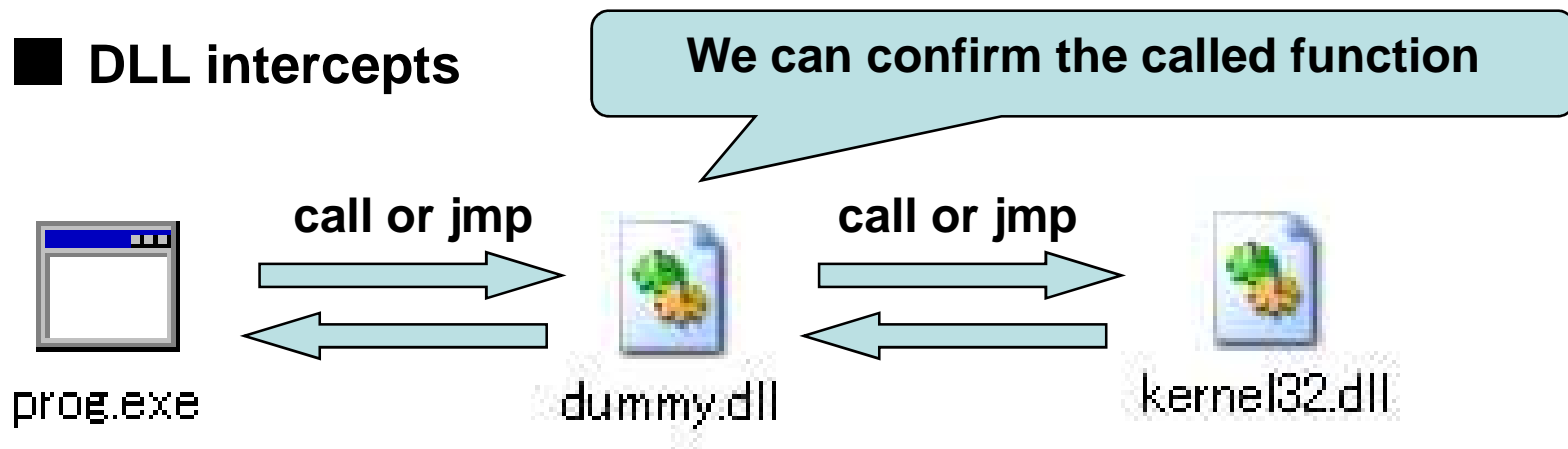 ■ DLL intercepts
We can confirm the called function
call or jmp
call or jmp
prog.exe
dummy.dll
kernel32.dll